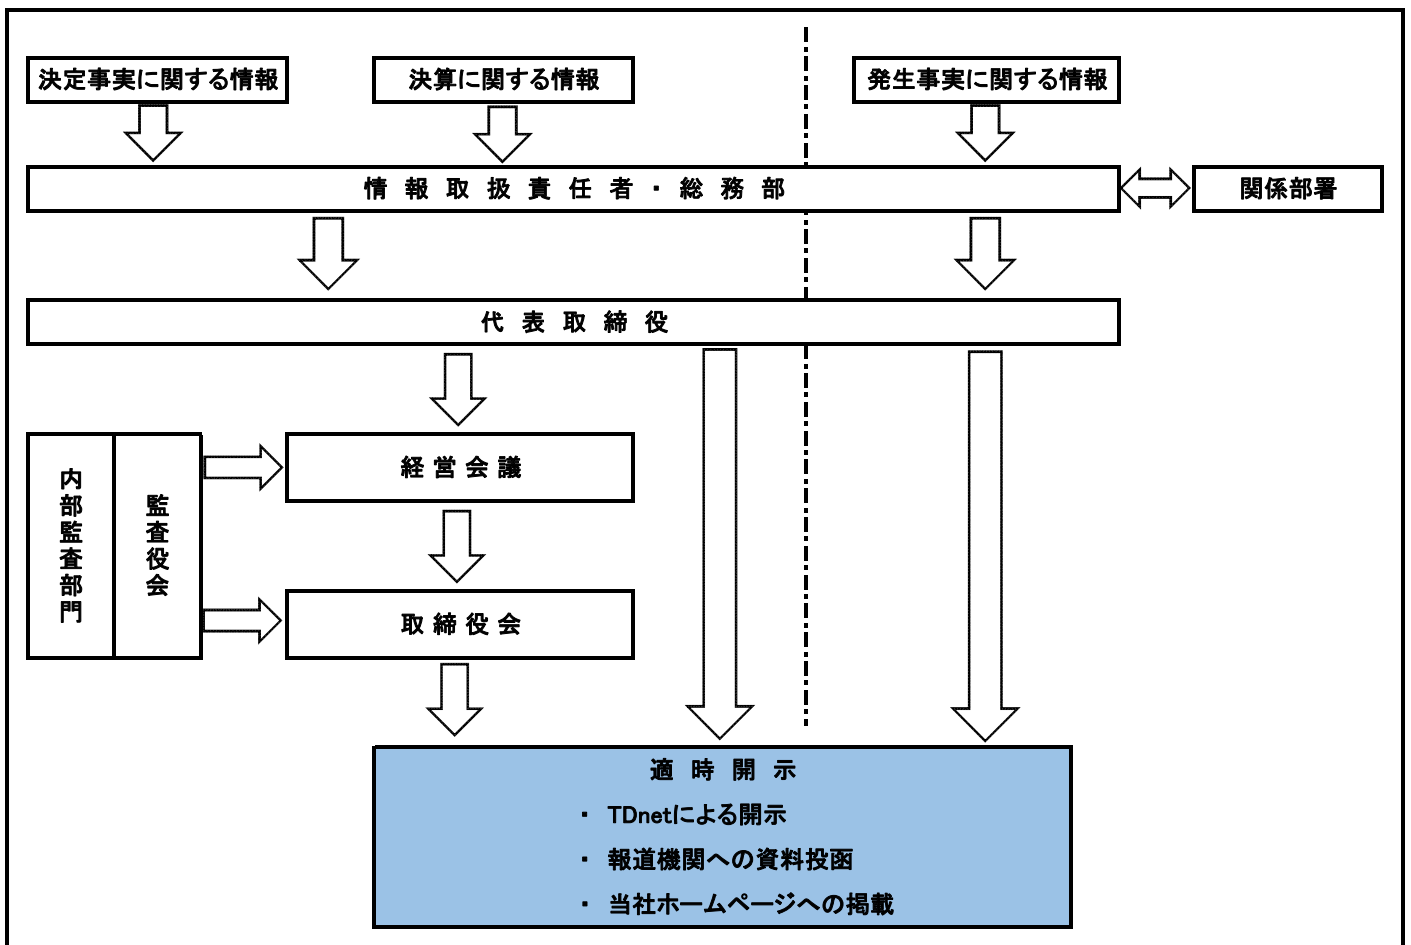 決定事実に関する情報
決算に関する情報
発生事実に関する情報
情報取扱責任者・総務部
関係部署
代表取締役
内部監査部門
監査役会
経営会議
取締役会
適時開示
・ TDnetによる開示
・ 報道機関への資料投函
・ 当社ホームページへの掲載